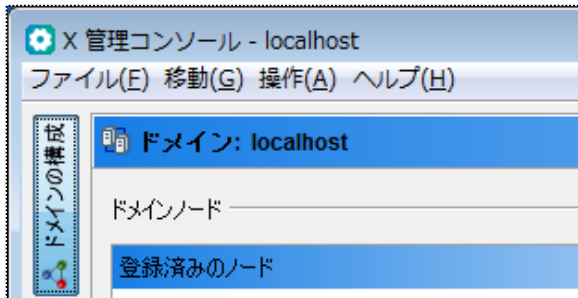 X 管理コンソール - localhost
ファイル(F) 移動(G) 操作(A) ヘルプ(H)
ドメインの構成
ドメイン: localhost
ドメインノード
登録済みのノード